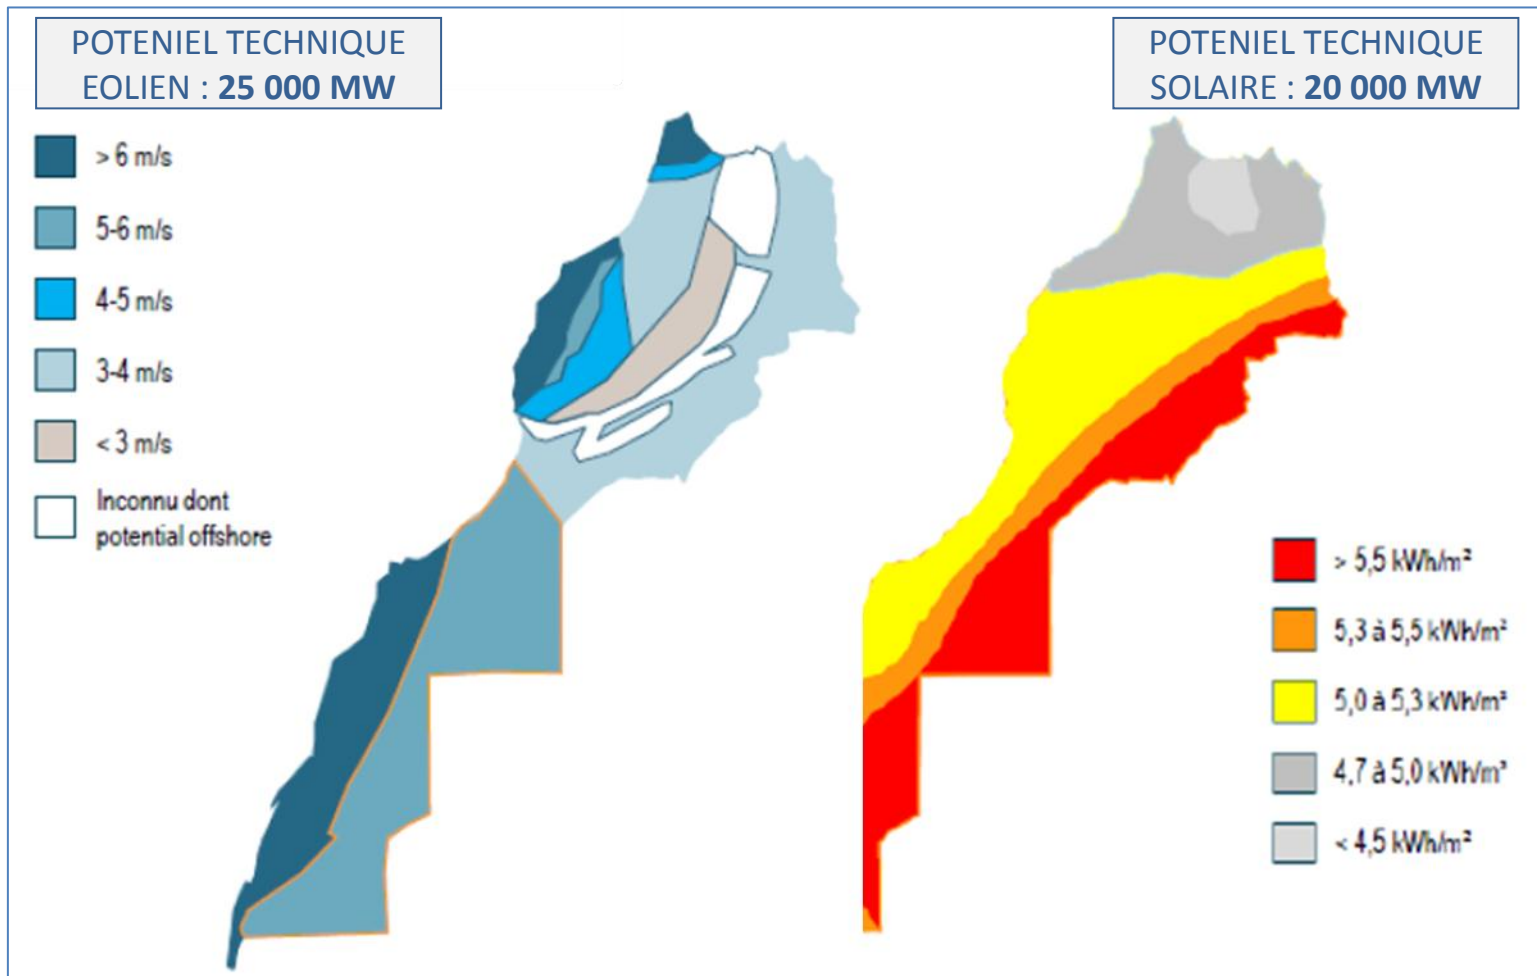 POTENIEL TECHNIQUE
EOLIEN : 25 000 MW
POTENIEL TECHNIQUE
SOLAIRE : 20 000 MW
> 6 m/s
5-6 m/s
4-5 m/s
3-4 m/s
< 3 m/s
Inconnu dont
potential offshore
> 5,5 kWh/m²
5,3 à 5,5 kWh/m²
5,0 à 5,3 kWh/m²
4,7 à 5,0 kWh/m²
< 4,5 kWh/m²